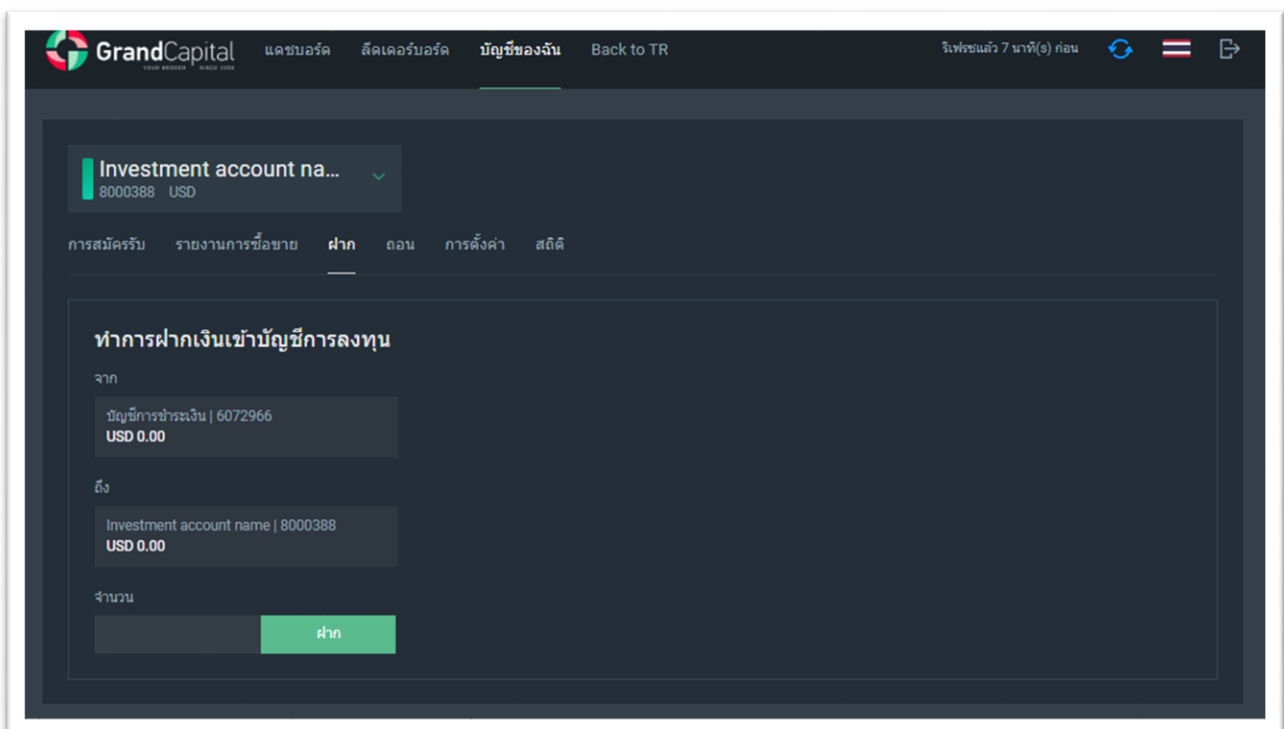 GrandCapital แดชบอร์ด ลีดเดอร์บอร์ด บัญชีของฉัน Back to TR รีเฟรชแล้ว 7 นาที(s) ก่อน
YOUR BROKER SINCE 2006
Investment account na...
8000388 USD
การสมัครรับ รายงานการซื้อขาย ฝาก ถอน การตั้งค่า สถิติ
ทำการฝากเงินเข้าบัญชีการลงทุน
จาก
บัญชีการชำระเงิน | 6072966
USD 0.00
ถึง
Investment account name | 8000388
USD 0.00
จำนวน
ฝาก